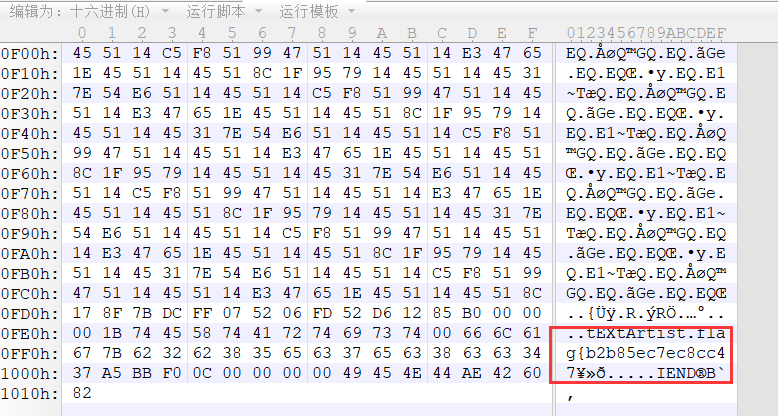 编辑为: 十六进制(H) 运行脚本 运行模板
0 1 2 3 4 5 6 7 8 9 A B C D E F 0123456789ABCDEF
0F00h: 45 51 14 C5 F8 51 99 47 51 14 45 51 14 E3 47 65 EQ.ÅøQ™GQ.EQ.ãGe
0F10h: 1E 45 51 14 45 51 8C 1F 95 79 14 45 51 14 45 31 .EQ.EQŒ.•y.EQ.E1
0F20h: 7E 54 E6 51 14 45 51 14 C5 F8 51 99 47 51 14 45 ~TæQ.EQ.ÅøQ™GQ.E
0F30h: 51 14 E3 47 65 1E 45 51 14 45 51 8C 1F 95 79 14 Q.ãGe.EQ.EQŒ.•y.
0F40h: 45 51 14 45 31 7E 54 E6 51 14 45 51 14 C5 F8 51 EQ.E1~TæQ.EQ.ÅøQ
0F50h: 99 47 51 14 45 51 14 E3 47 65 1E 45 51 14 45 51 ™GQ.EQ.ãGe.EQ.EQ
0F60h: 8C 1F 95 79 14 45 51 14 45 31 7E 54 E6 51 14 45 Œ.•y.EQ.E1~TæQ.E
0F70h: 51 14 C5 F8 51 99 47 51 14 45 51 14 E3 47 65 1E Q.ÅøQ™GQ.EQ.ãGe.
0F80h: 45 51 14 45 51 8C 1F 95 79 14 45 51 14 45 31 7E EQ.EQŒ.•y.EQ.E1~
0F90h: 54 E6 51 14 45 51 14 C5 F8 51 99 47 51 14 45 51 TæQ.EQ.ÅøQ™GQ.EQ
0FA0h: 14 E3 47 65 1E 45 51 14 45 51 8C 1F 95 79 14 45 .ãGe.EQ.EQŒ.•y.E
0FB0h: 51 14 45 31 7E 54 E6 51 14 45 51 14 C5 F8 51 99 Q.E1~TæQ.EQ.ÅøQ™
0FC0h: 47 51 14 45 51 14 E3 47 65 1E 45 51 14 45 51 8C GQ.EQ.ãGe.EQ.EQŒ
0FD0h: 17 8F 7B DC FF 07 52 06 FD 52 D6 12 85 B0 00 00 ..{Üÿ.R.ýRÖ.…°..
0FE0h: 00 1B 74 45 58 74 41 72 74 69 73 74 00 66 6C 61 ..tEXtArtist.fla
0FF0h: 67 7B 62 32 62 38 35 65 63 37 65 63 38 63 63 34 g{b2b85ec7ec8cc4
1000h: 37 A5 BB F0 0C 00 00 00 00 49 45 4E 44 AE 42 60 7¥»ð.....IEND®B`
1010h: 82 ‚